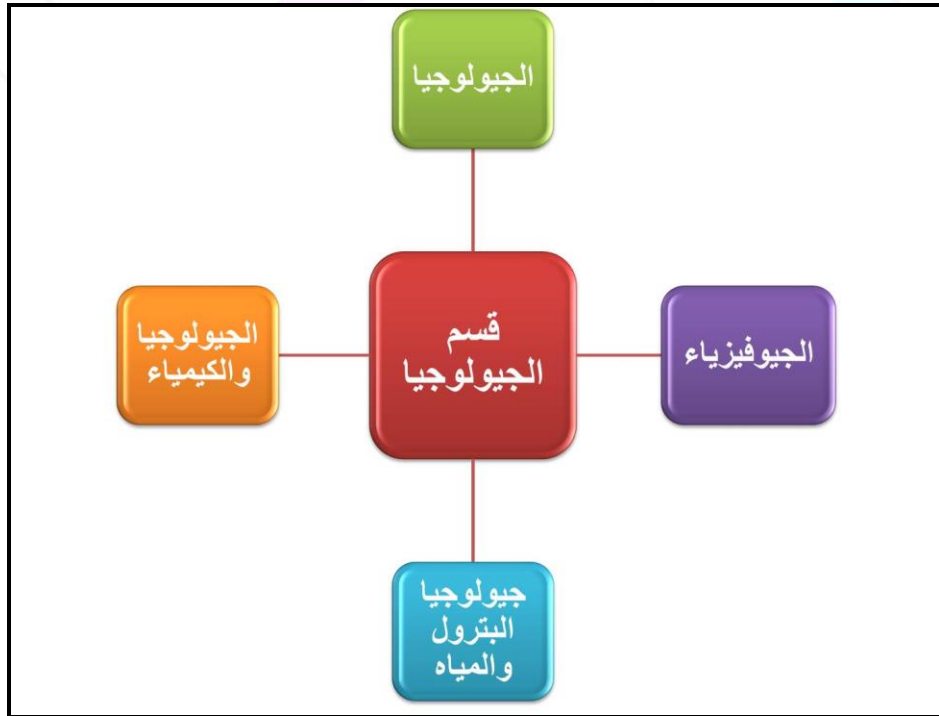 الجيولوجيا
قسم
الجيولوجيا
الجيوفيزياء
الجيولوجيا
والكيمياء
جيولوجيا
البترول
والمياه